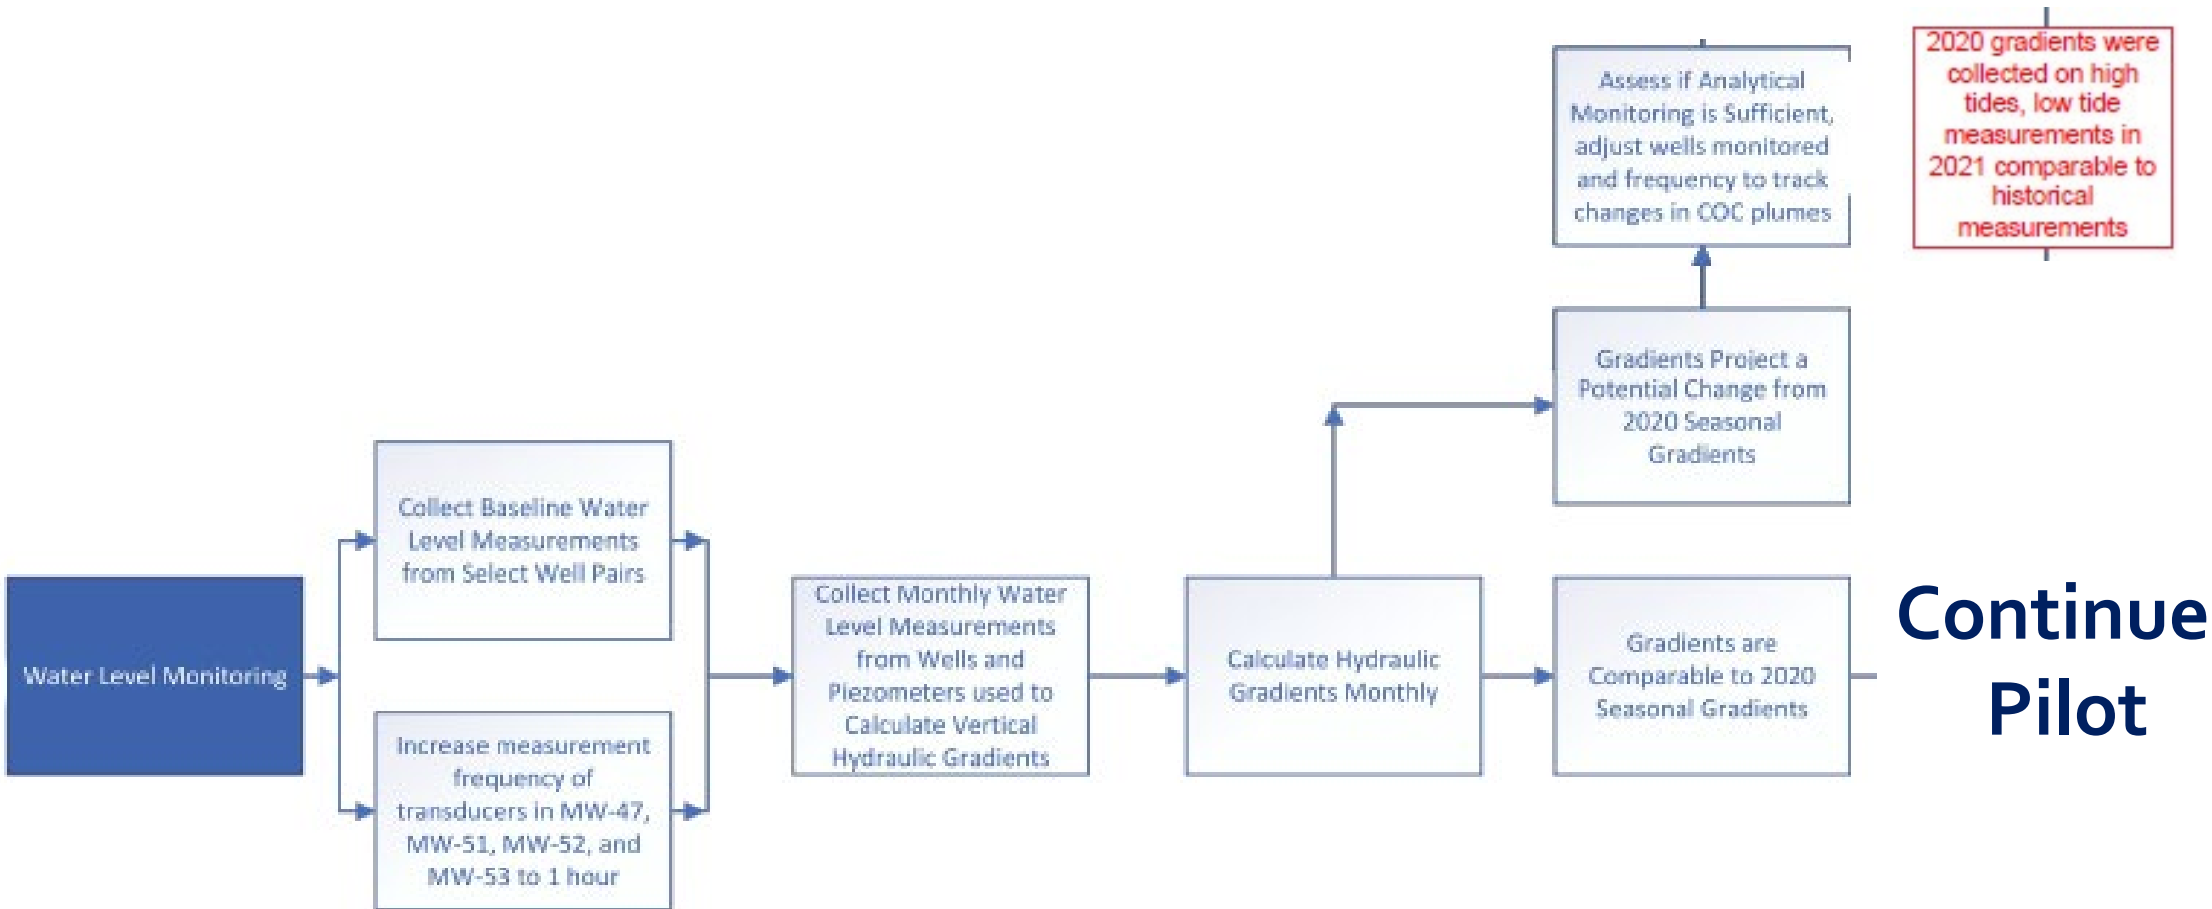 Water Level Monitoring
Collect Baseline Water
Level Measurements
from Select Well Pairs
Increase measurement
frequency of
transducers in MW-47,
MW-51, MW-52, and
MW-53 to 1 hour
Collect Monthly Water
Level Measurements
from Wells and
Piezometers used to
Calculate Vertical
Hydraulic Gradients
Calculate Hydraulic
Gradients Monthly
Assess if Analytical
Monitoring is Sufficient,
adjust wells monitored
and frequency to track
changes in COC plumes
Gradients Project a
Potential Change from
2020 Seasonal
Gradients
Gradients are
Comparable to 2020
Seasonal Gradients
2020 gradients were
collected on high
tides, low tide
measurements in
2021 comparable to
historical
measurements
Continue
Pilot